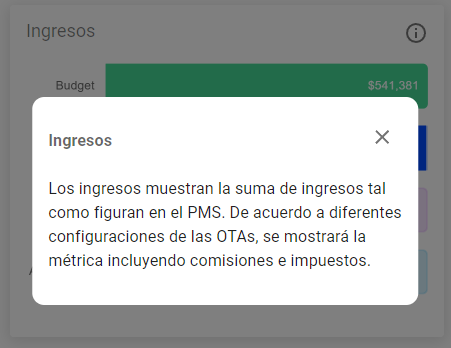 Ingresos
Budget
$541,381
Ingresos
Los ingresos muestran la suma de ingresos tal
como figuran en el PMS. De acuerdo a diferentes
configuraciones de las OTAs, se mostrará la
métrica incluyendo comisiones e impuestos.